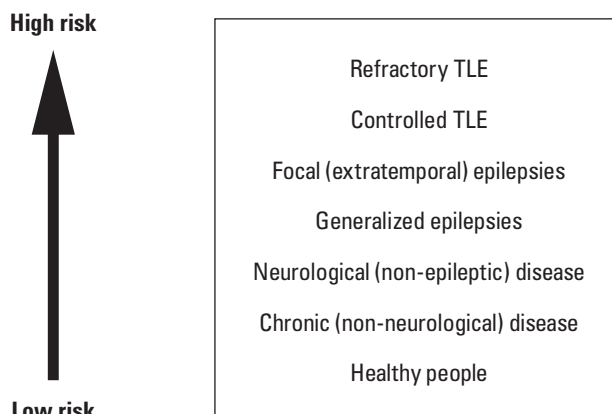 High risk
Refractory TLE
Controlled TLE
Focal (extratemporal) epilepsies
Generalized epilepsies
Neurological (non-epileptic) disease
Chronic (non-neurological) disease
Healthy people
Low risk